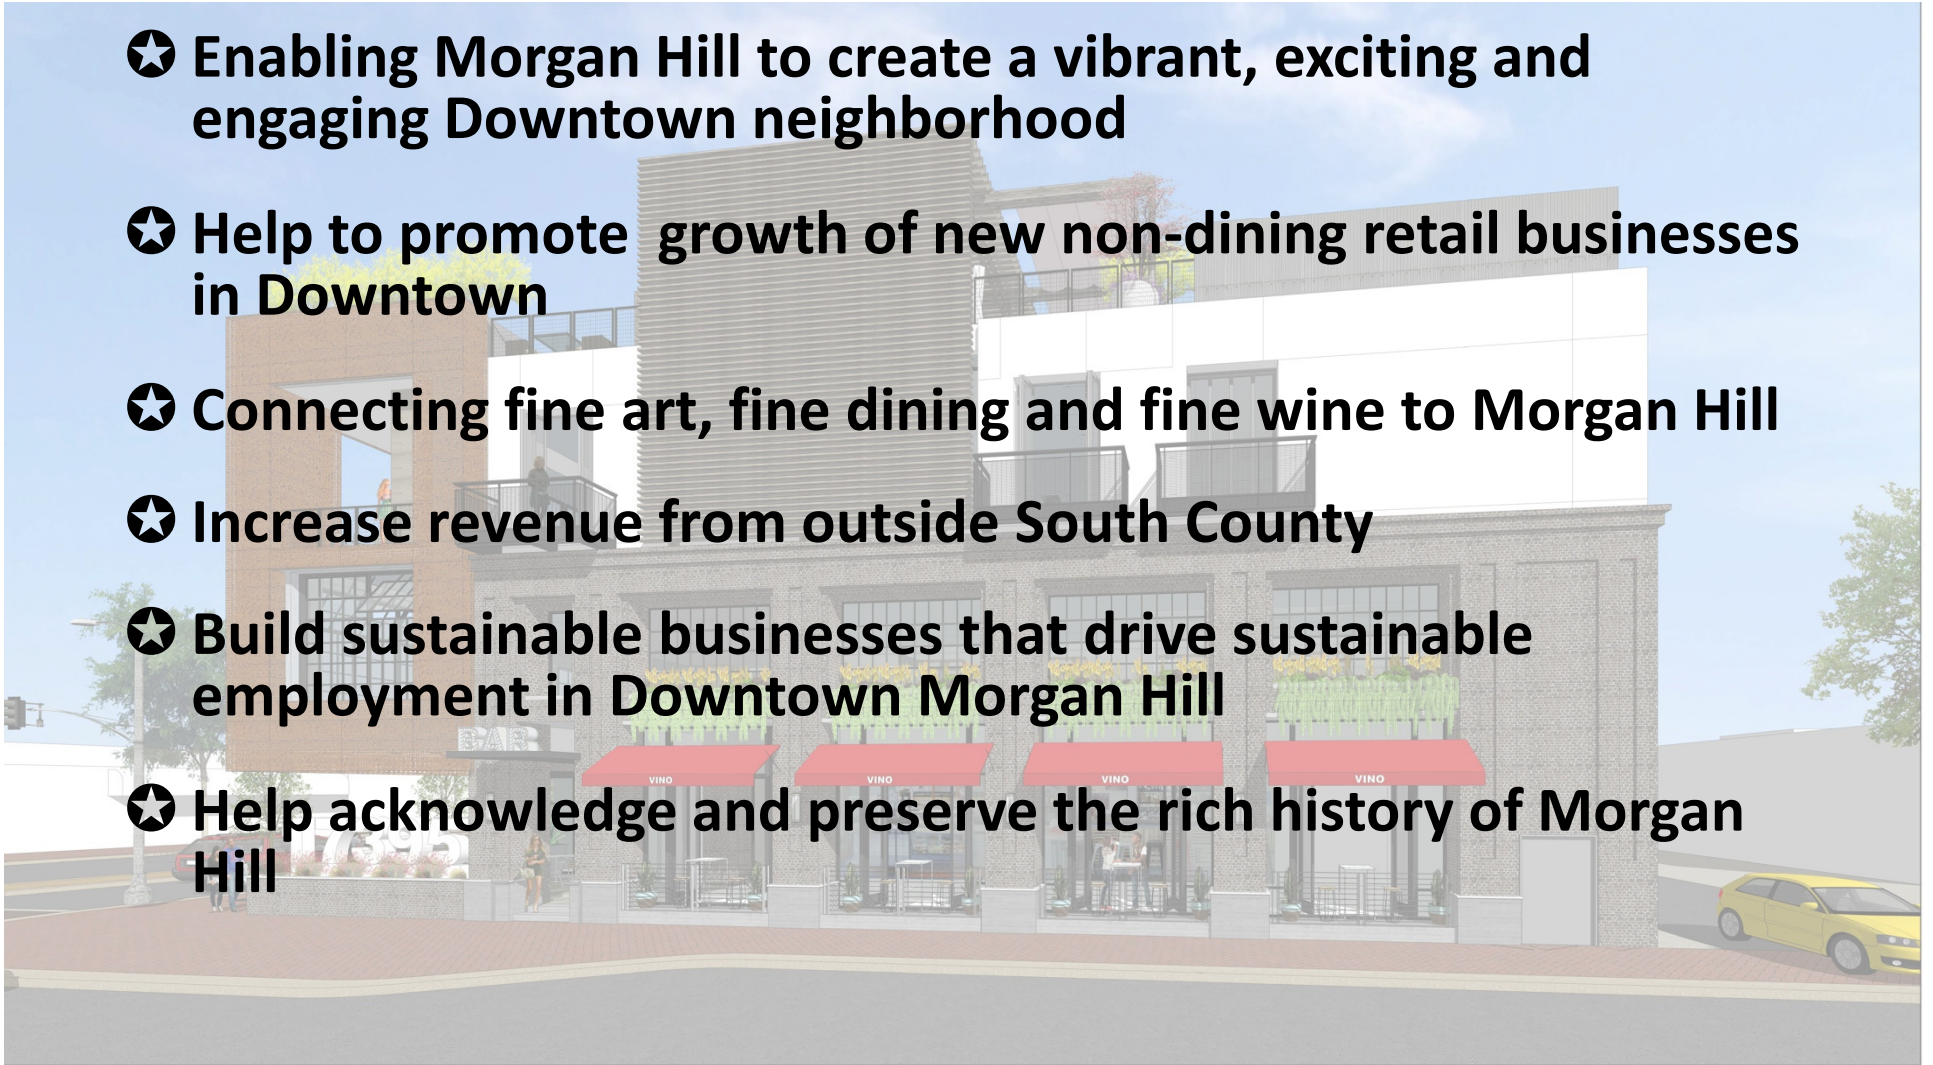 ✪ Enabling Morgan Hill to create a vibrant, exciting and
engaging Downtown neighborhood
✪ Help to promote  growth of new non-dining retail businesses
in Downtown
✪ Connecting fine art, fine dining and fine wine to Morgan Hill
✪ Increase revenue from outside South County
✪ Build sustainable businesses that drive sustainable
employment in Downtown Morgan Hill
BAR
VINO VINO VINO VINO
✪ Help acknowledge and preserve the rich history of Morgan
Hill
17395